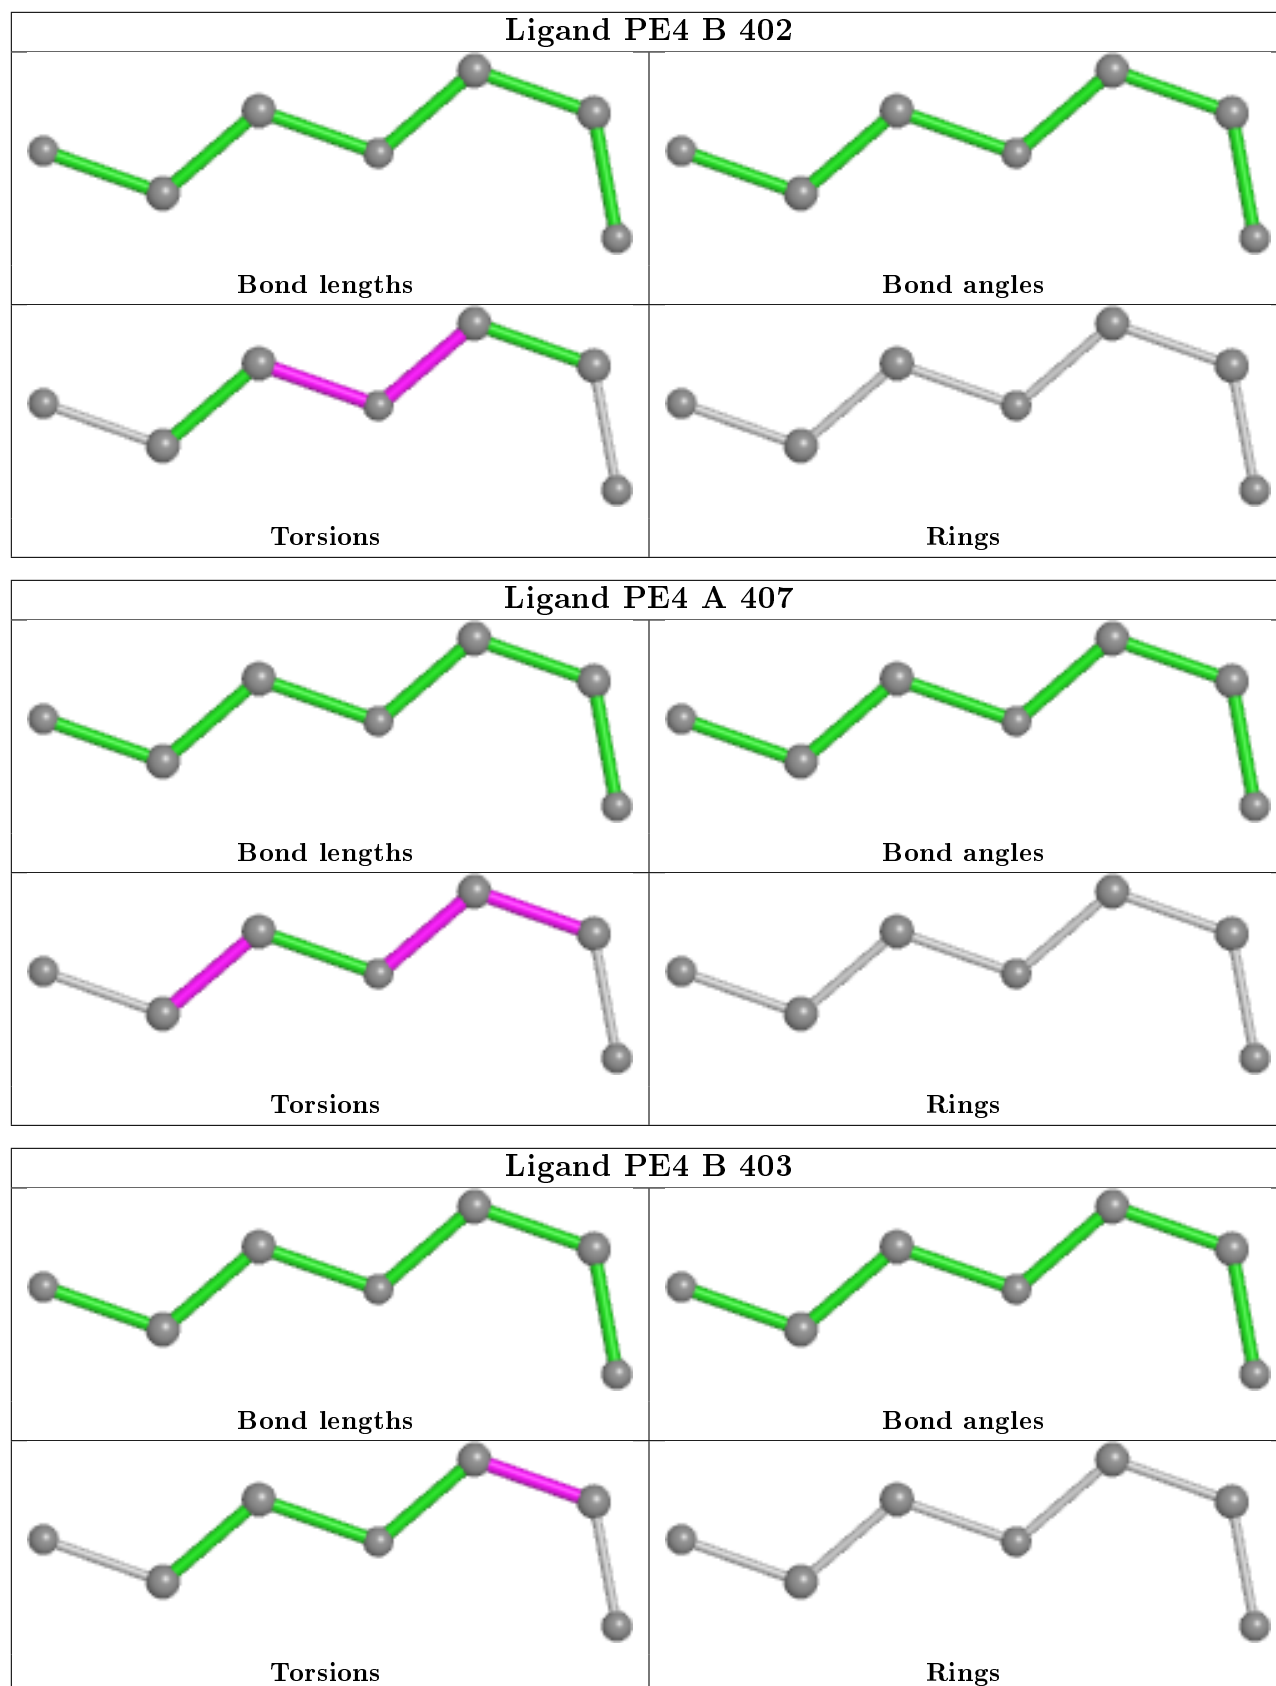 Ligand PE4 B 402
Bond lengths
Bond angles
Torsions
Rings
Ligand PE4 A 407
Bond lengths
Bond angles
Torsions
Rings
Ligand PE4 B 403
Bond lengths
Bond angles
Torsions
Rings